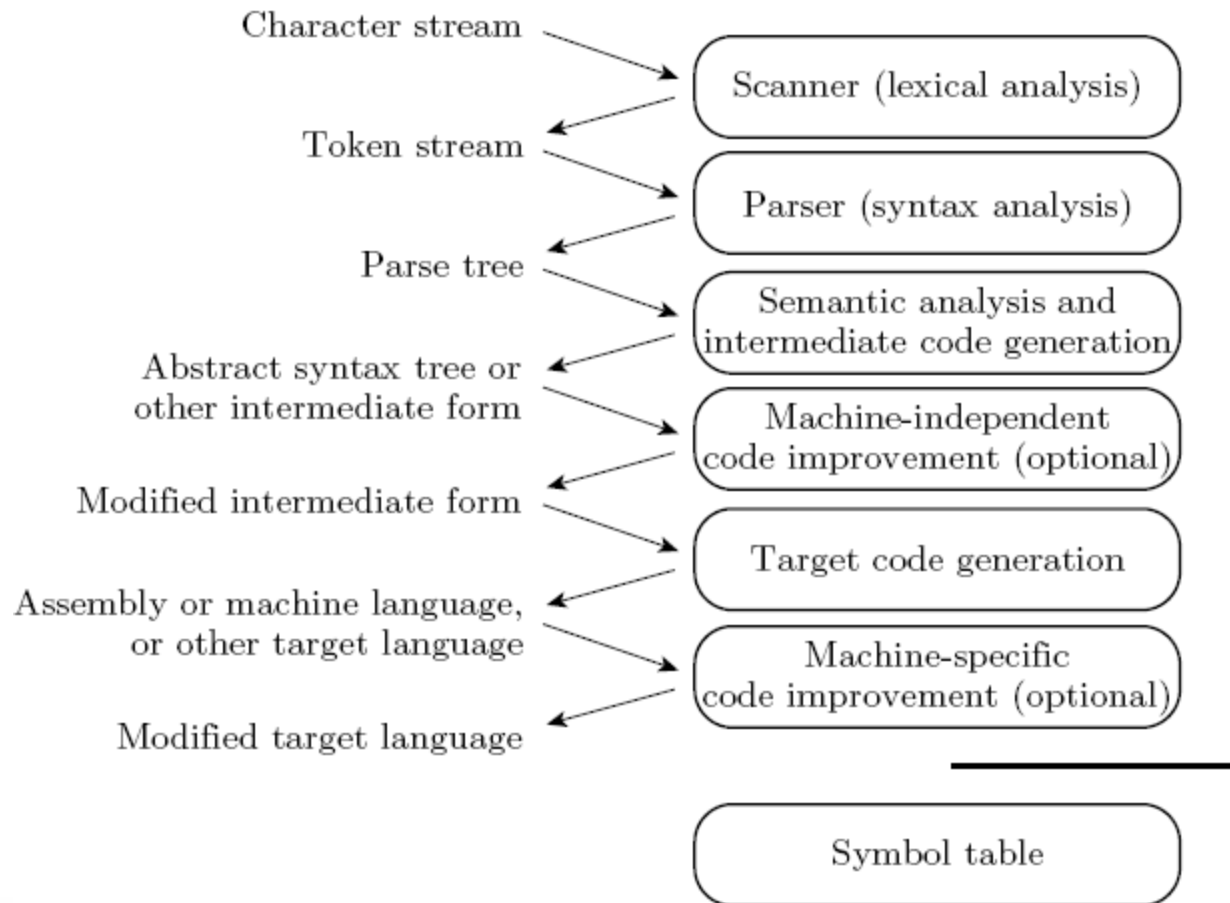 Character stream
Scanner (lexical analysis)
Token stream
Parser (syntax analysis)
Parse tree
Semantic analysis and
intermediate code generation
Abstract syntax tree or
other intermediate form
Machine-independent
code improvement (optional)
Modified intermediate form
Target code generation
Assembly or machine language,
or other target language
Machine-specific
code improvement (optional)
Modified target language
Symbol table